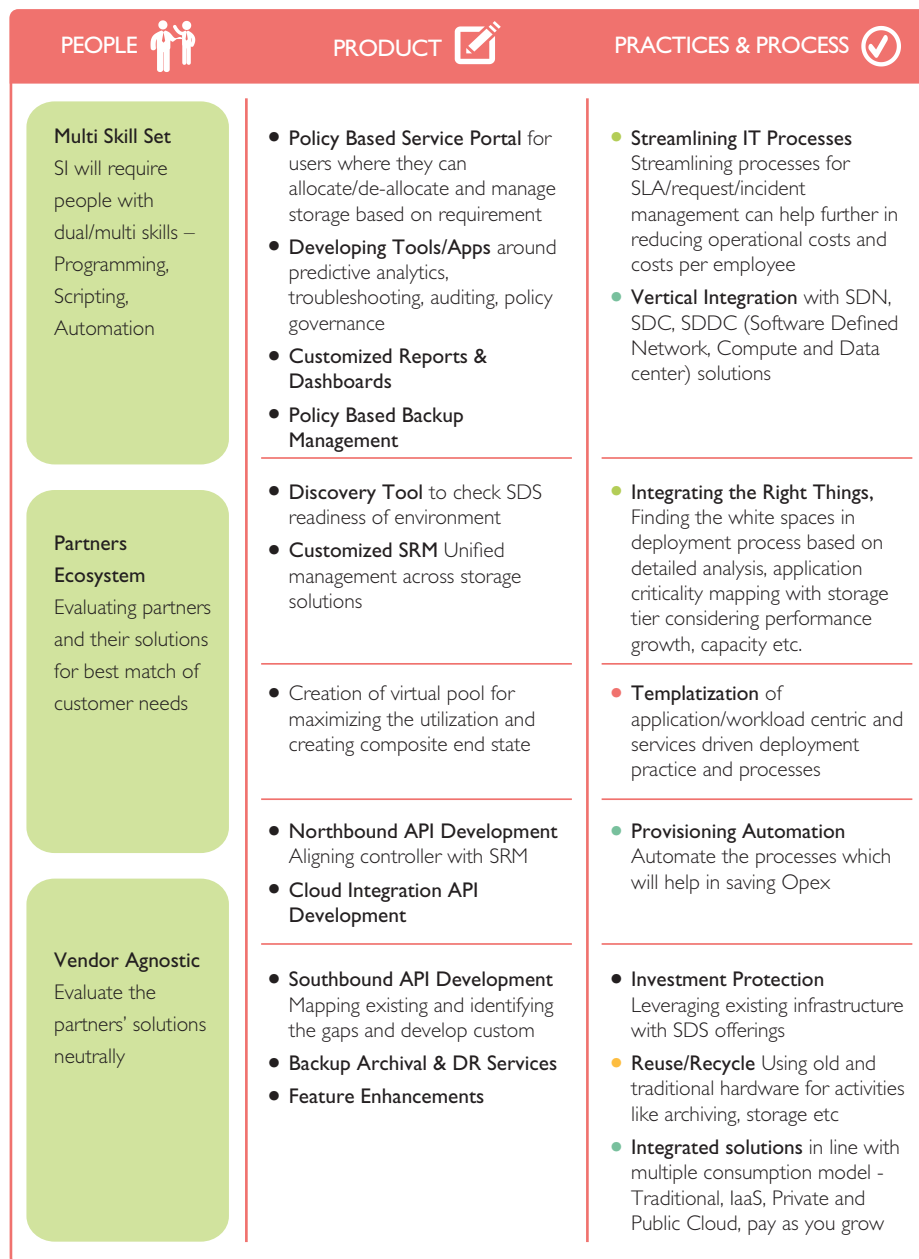 PEOPLE
PRODUCT
PRACTICES & PROCESS
Multi Skill Set
SI will require
people with
dual/multi skills –
Programming,
Scripting,
Automation
Partners
Ecosystem
Evaluating partners
and their solutions
for best match of
customer needs
Vendor Agnostic
Evaluate the
partners' solutions
neutrally
• Policy Based Service Portal for
users where they can
allocate/de-allocate and manage
storage based on requirement
• Developing Tools/Apps around
predictive analytics,
troubleshooting, auditing, policy
governance
• Customized Reports &
Dashboards
• Policy Based Backup
Management
• Discovery Tool to check SDS
readiness of environment
• Customized SRM Unified
management across storage
solutions
• Creation of virtual pool for
maximizing the utilization and
creating composite end state
• Northbound API Development
Aligning controller with SRM
• Cloud Integration API
Development
• Southbound API Development
Mapping existing and identifying
the gaps and develop custom
• Backup Archival & DR Services
• Feature Enhancements
• Streamlining IT Processes
Streamlining processes for
SLA/request/incident
management can help further in
reducing operational costs and
costs per employee
• Vertical Integration with SDN,
SDC, SDDC (Software Defined
Network, Compute and Data
center) solutions
• Integrating the Right Things,
Finding the white spaces in
deployment process based on
detailed analysis, application
criticality mapping with storage
tier considering performance
growth, capacity etc.
• Templatization of
application/workload centric and
services driven deployment
practice and processes
• Provisioning Automation
Automate the processes which
will help in saving Opex
• Investment Protection
Leveraging existing infrastructure
with SDS offerings
• Reuse/Recycle Using old and
traditional hardware for activities
like archiving, storage etc
• Integrated solutions in line with
multiple consumption model -
Traditional, IaaS, Private and
Public Cloud, pay as you grow